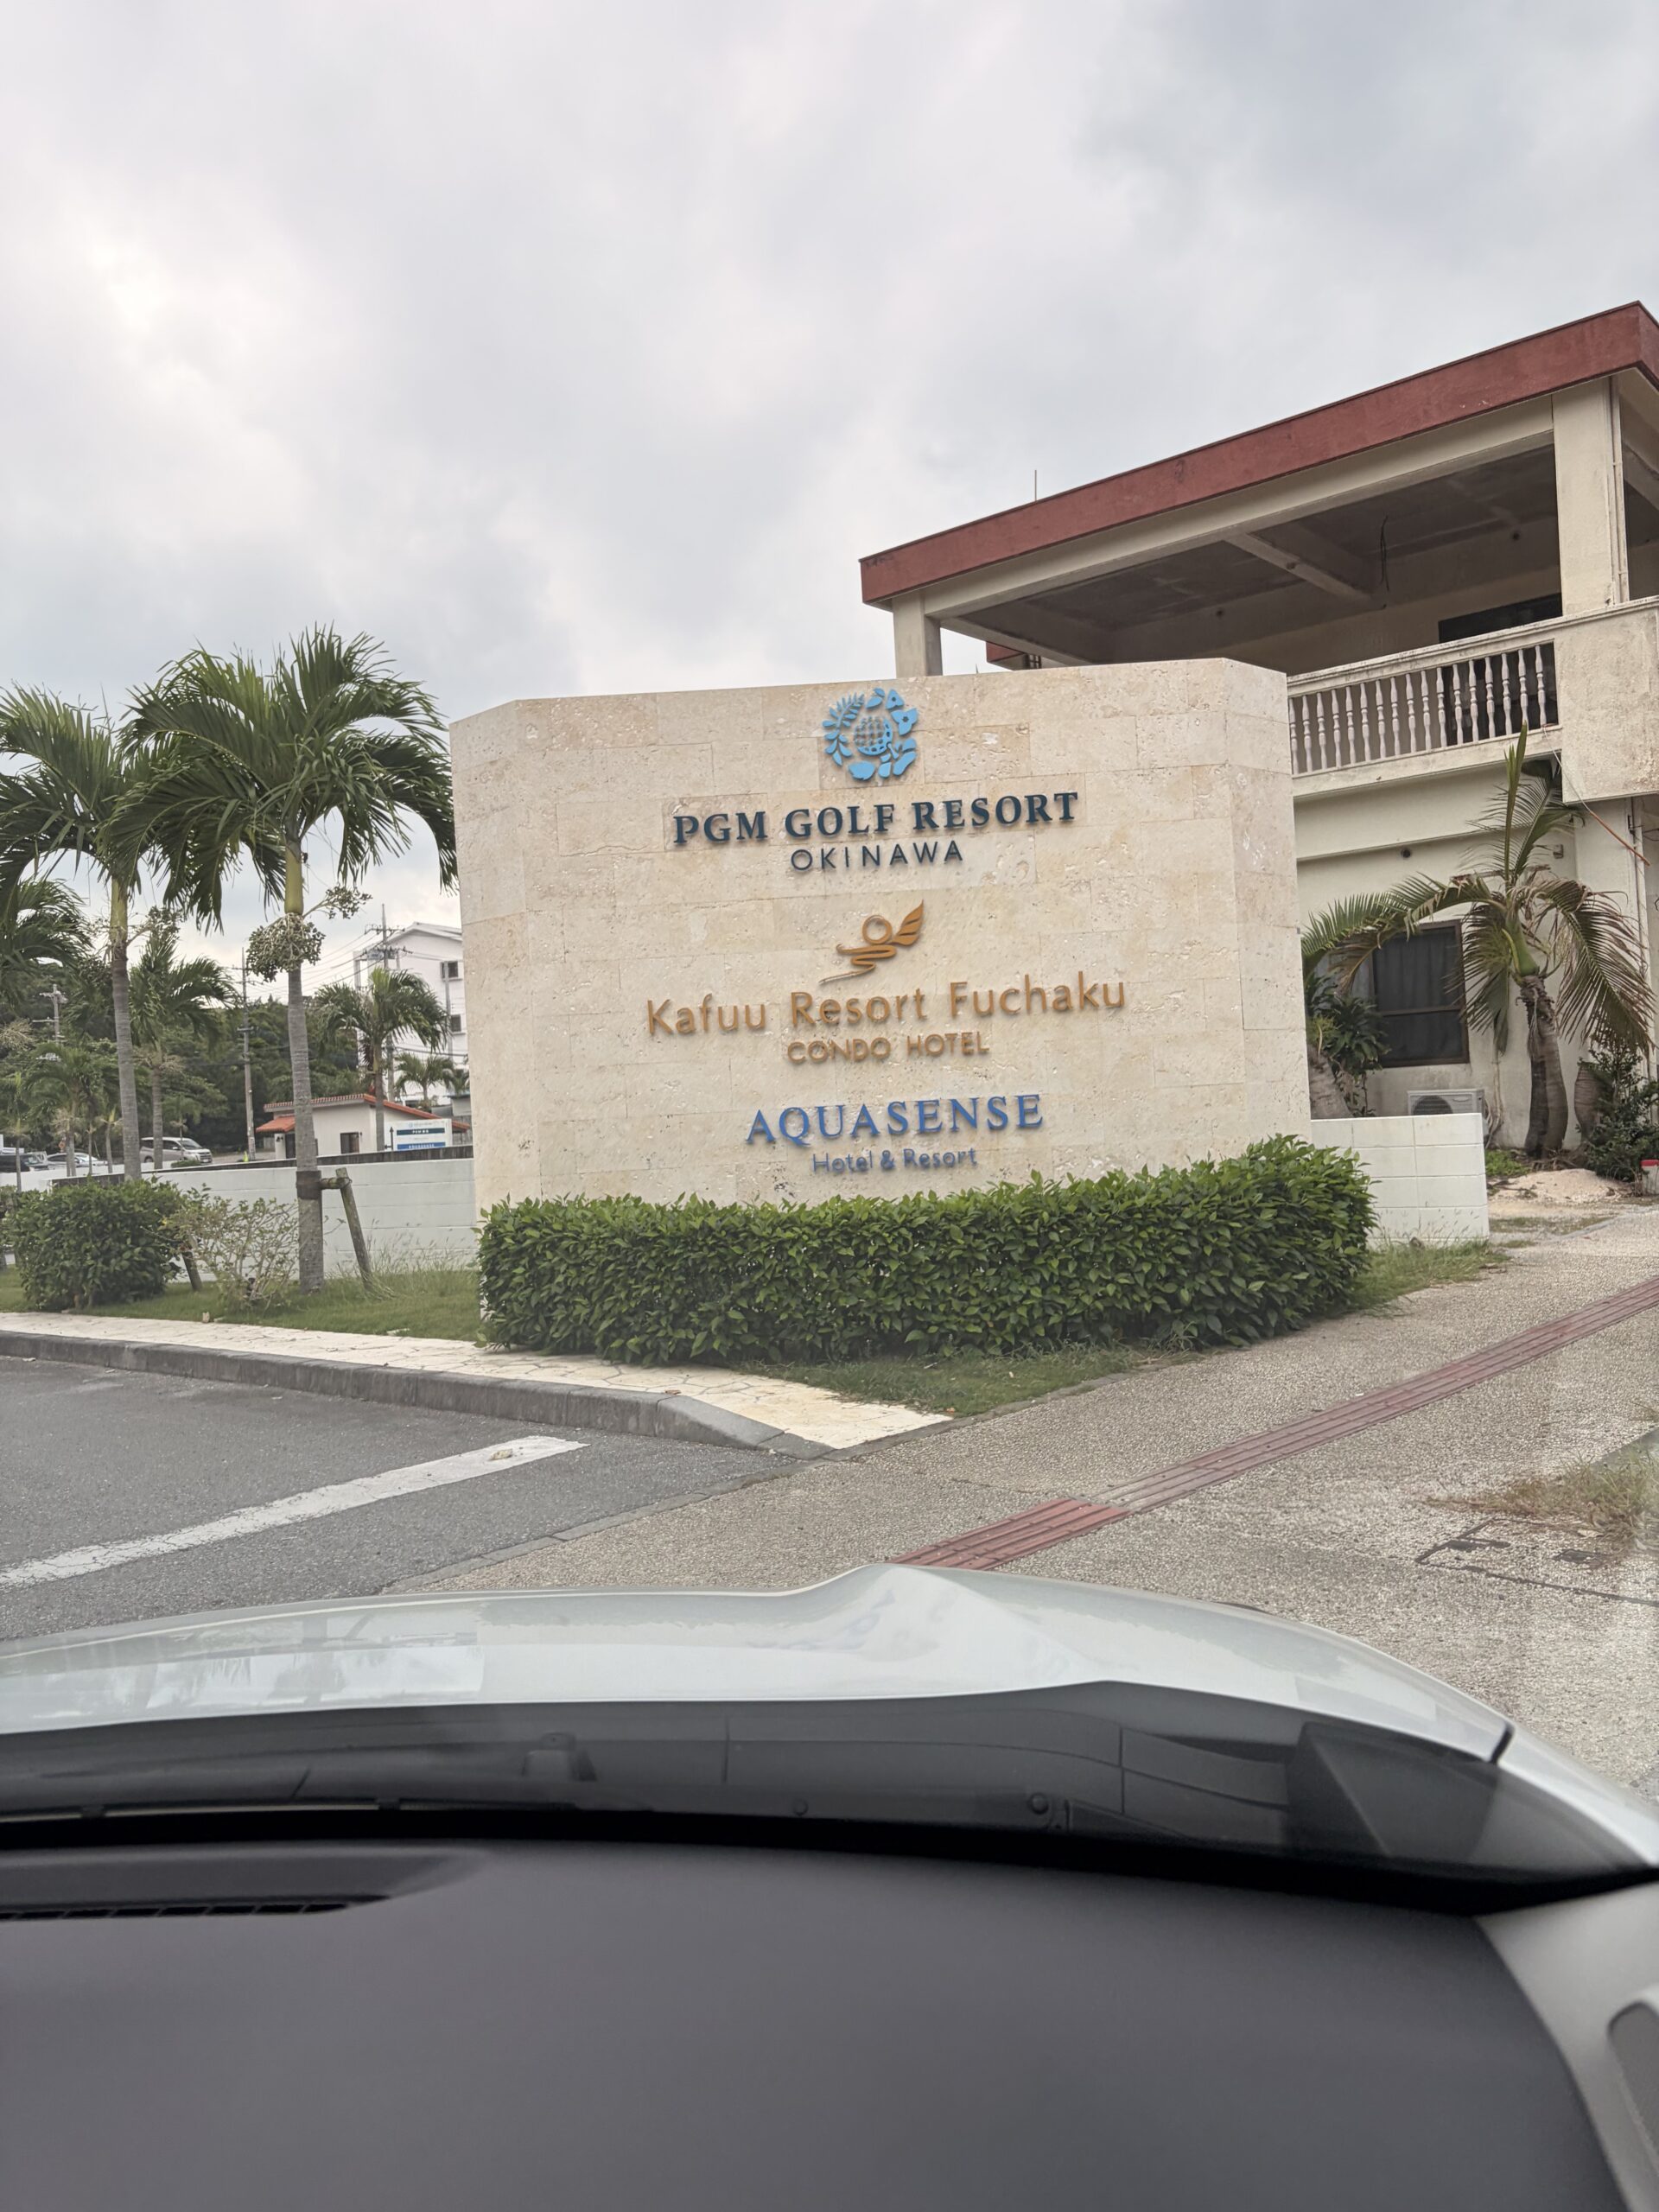 PGM GOLF RESORT
OKINAWA
Kafuu Resort Fuchaku
CONDO HOTEL
AQUASENSE
Hotel & Resort